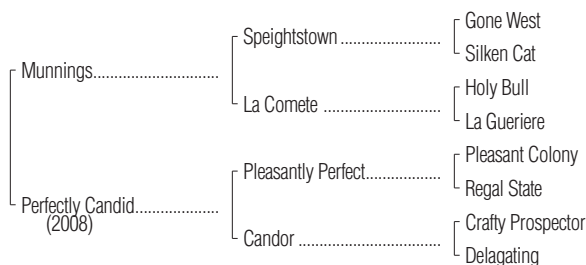 Gone West
Speightstown
Silken Cat
Munnings
Holy Bull
La Comete
La Gueriere
Pleasant Colony
Pleasantly Perfect
Regal State
Perfectly Candid
(2008)
Crafty Prospector
Candor
Delagating